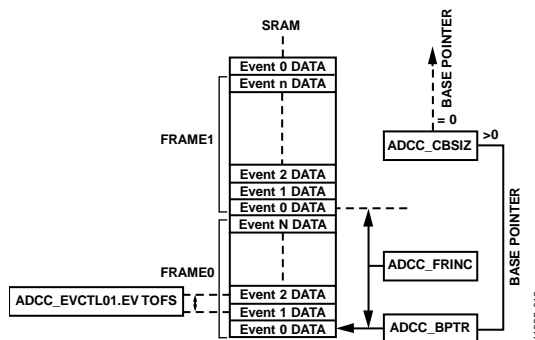 SRAM
Event 0 DATA
Event n DATA
FRAME1
Event 2 DATA
Event 1 DATA
Event 0 DATA
Event N DATA
FRAME0
Event 2 DATA
Event 1 DATA
Event 0 DATA
ADCC_EVCTL01.EV TOFS
BASE POINTER
= 0
>0
ADCC_CBSIZ
ADCC_FRINC
ADCC_BPTR
BASE POINTER